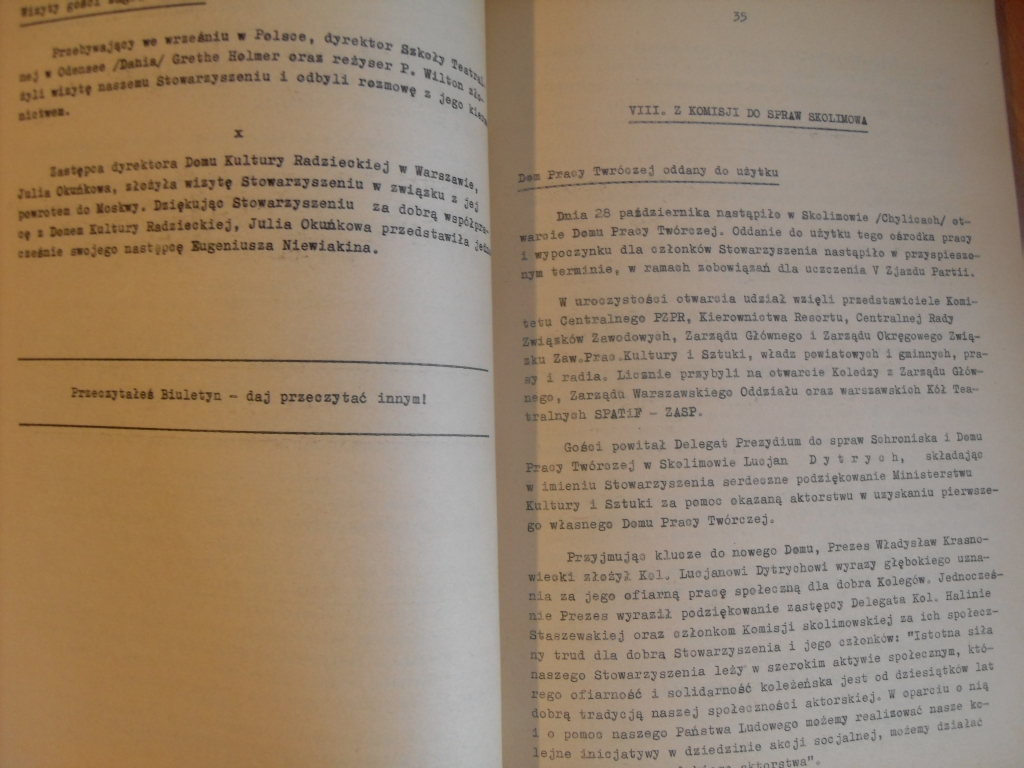 Wizyty gości
Przebywający we wrześniu w Polsce, dyrektor Szkoły Teatral-
nej w Odensee /Dania/ Grethe Holmer oraz reżyser P. Wilton zło-
żyli wizytę naszemu Stowarzyszeniu i odbyli rozmowę z jego kierow-
nictwem.
x
Zastępca dyrektora Domu Kultury Radzieckiej w Warszawie,
Julia Okuńkowa, złożyła wizytę Stowarzyszeniu w związku z jej
powrotem do Moskwy. Dziękując Stowarzyszeniu za dobrą współpra-
cę z Domem Kultury Radzieckiej, Julia Okuńkowa przedstawiła jedno-
cześnie swojego następcę Eugeniusza Niewiakina.
Przeczytałeś Biuletyn - daj przeczytać innym!
35
VIII. Z KOMISJI DO SPRAW SKOLIMOWA
Dom Pracy Twróczej oddany do użytku
Dnia 28 października nastąpiło w Skolimowie /Chylicach/ ot-
warcie Domu Pracy Twórczej. Oddanie do użytku tego ośrodka pracy
i wypoczynku dla członków Stowarzyszenia nastąpiło w przyspieszo-
nym terminie, w ramach zobowiązań dla uczczenia V Zjazdu Partii.
W uroczystości otwarcia udział wzięli przedstawiciele Komi-
tetu Centralnego PZPR, Kierownictwa Resortu, Centralnej Rady
Związków Zawodowych, Zarządu Głównego i Zarządu Okręgowego Zwią-
zku Zaw.Prac.Kultury i Sztuki, władz powiatowych i gminnych, pra-
sy i radia. Licznie przybyli na otwarcie Koledzy z Zarządu Głów-
nego, Zarządu Warszawskiego Oddziału oraz warszawskich Kół Tea-
tralnych SPATiF - ZASP.
Gości powitał Delegat Prezydium do spraw Schroniska i Domu
Pracy Twórczej w Skolimowie Lucjan D y t r y c h, składając
w imieniu Stowarzyszenia serdeczne podziękowanie Ministerstwu
Kultury i Sztuki za pomoc okazaną aktorstwu w uzyskaniu pierwsze-
go własnego Domu Pracy Twórczej.
Przyjmując klucze do nowego Domu, Prezes Władysław Krasno-
wiecki złożył Kol. Lucjanowi Dytrychowi wyrazy głębokiego uzna-
nia za jego ofiarną pracę społeczną dla dobra Kolegów. Jednocześ-
nie Prezes wyraził podziękowanie zastępcy Delegata Kol. Halinie
Staszewskiej oraz członkom Komisji skolimowskiej za ich społecz-
ny trud dla dobra Stowarzyszenia i jego członków: "Istotna siła
naszego Stowarzyszenia leży w szerokim aktywie społecznym, któ-
rego ofiarność i solidarność koleżeńska jest od dziesiątków lat
dobrą tradycją naszej społeczności aktorskiej. W oparciu o nią
i o pomoc naszego Państwa Ludowego możemy realizować nasze ko-
lejne inicjatywy w dziedzinie akcji socjalnej, możemy działać
aktorstwa".